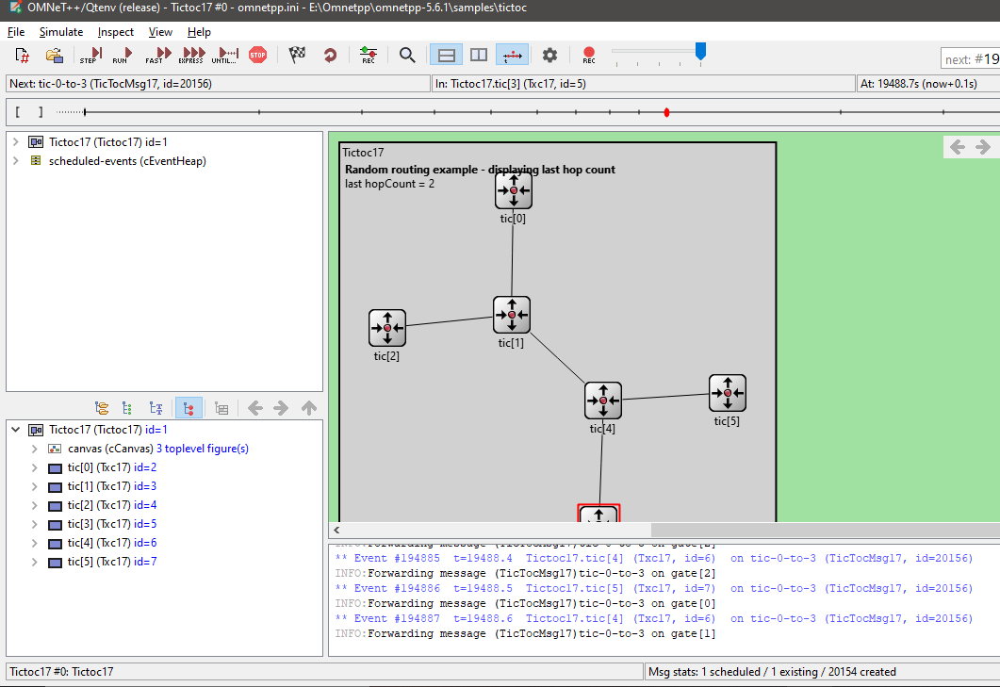 OMNeT++/Qtenv (release) - Tictoc17 #0 - omnetpp.ini - E:\Omnetpp\omnetpp-5.6.1\samples\tictoc
File Simulate Inspect View Help
STEP RUN FAST EXPRESS UNTIL... STOP REC REC next: #19
Next: tic-0-to-3 (TicTocMsg17, id=20156) In: Tictoc17.tic[3] (Txc17, id=5) At: 19488.7s (now+0.1s)
[ ]
Tictoc17 (Tictoc17) id=1
scheduled-events (cEventHeap)
Tictoc17 (Tictoc17) id=1
canvas (cCanvas) 3 toplevel figure(s)
tic[0] (Txc17) id=2
tic[1] (Txc17) id=3
tic[2] (Txc17) id=4
tic[3] (Txc17) id=5
tic[4] (Txc17) id=6
tic[5] (Txc17) id=7
Tictoc17
Random routing example - displaying last hop count
last hopCount = 2
tic[0]
tic[1]
tic[2]
tic[4]
tic[5]
INFO:Forwarding message (TicTocMsg17)tic-0-to-3 on gate[2]
** Event #194885 t=19488.4 Tictoc17.tic[4] (Txc17, id=6) on tic-0-to-3 (TicTocMsg17, id=20156)
INFO:Forwarding message (TicTocMsg17)tic-0-to-3 on gate[2]
** Event #194886 t=19488.5 Tictoc17.tic[5] (Txc17, id=7) on tic-0-to-3 (TicTocMsg17, id=20156)
INFO:Forwarding message (TicTocMsg17)tic-0-to-3 on gate[0]
** Event #194887 t=19488.6 Tictoc17.tic[4] (Txc17, id=6) on tic-0-to-3 (TicTocMsg17, id=20156)
INFO:Forwarding message (TicTocMsg17)tic-0-to-3 on gate[1]
Tictoc17 #0: Tictoc17 Msg stats: 1 scheduled / 1 existing / 20154 created